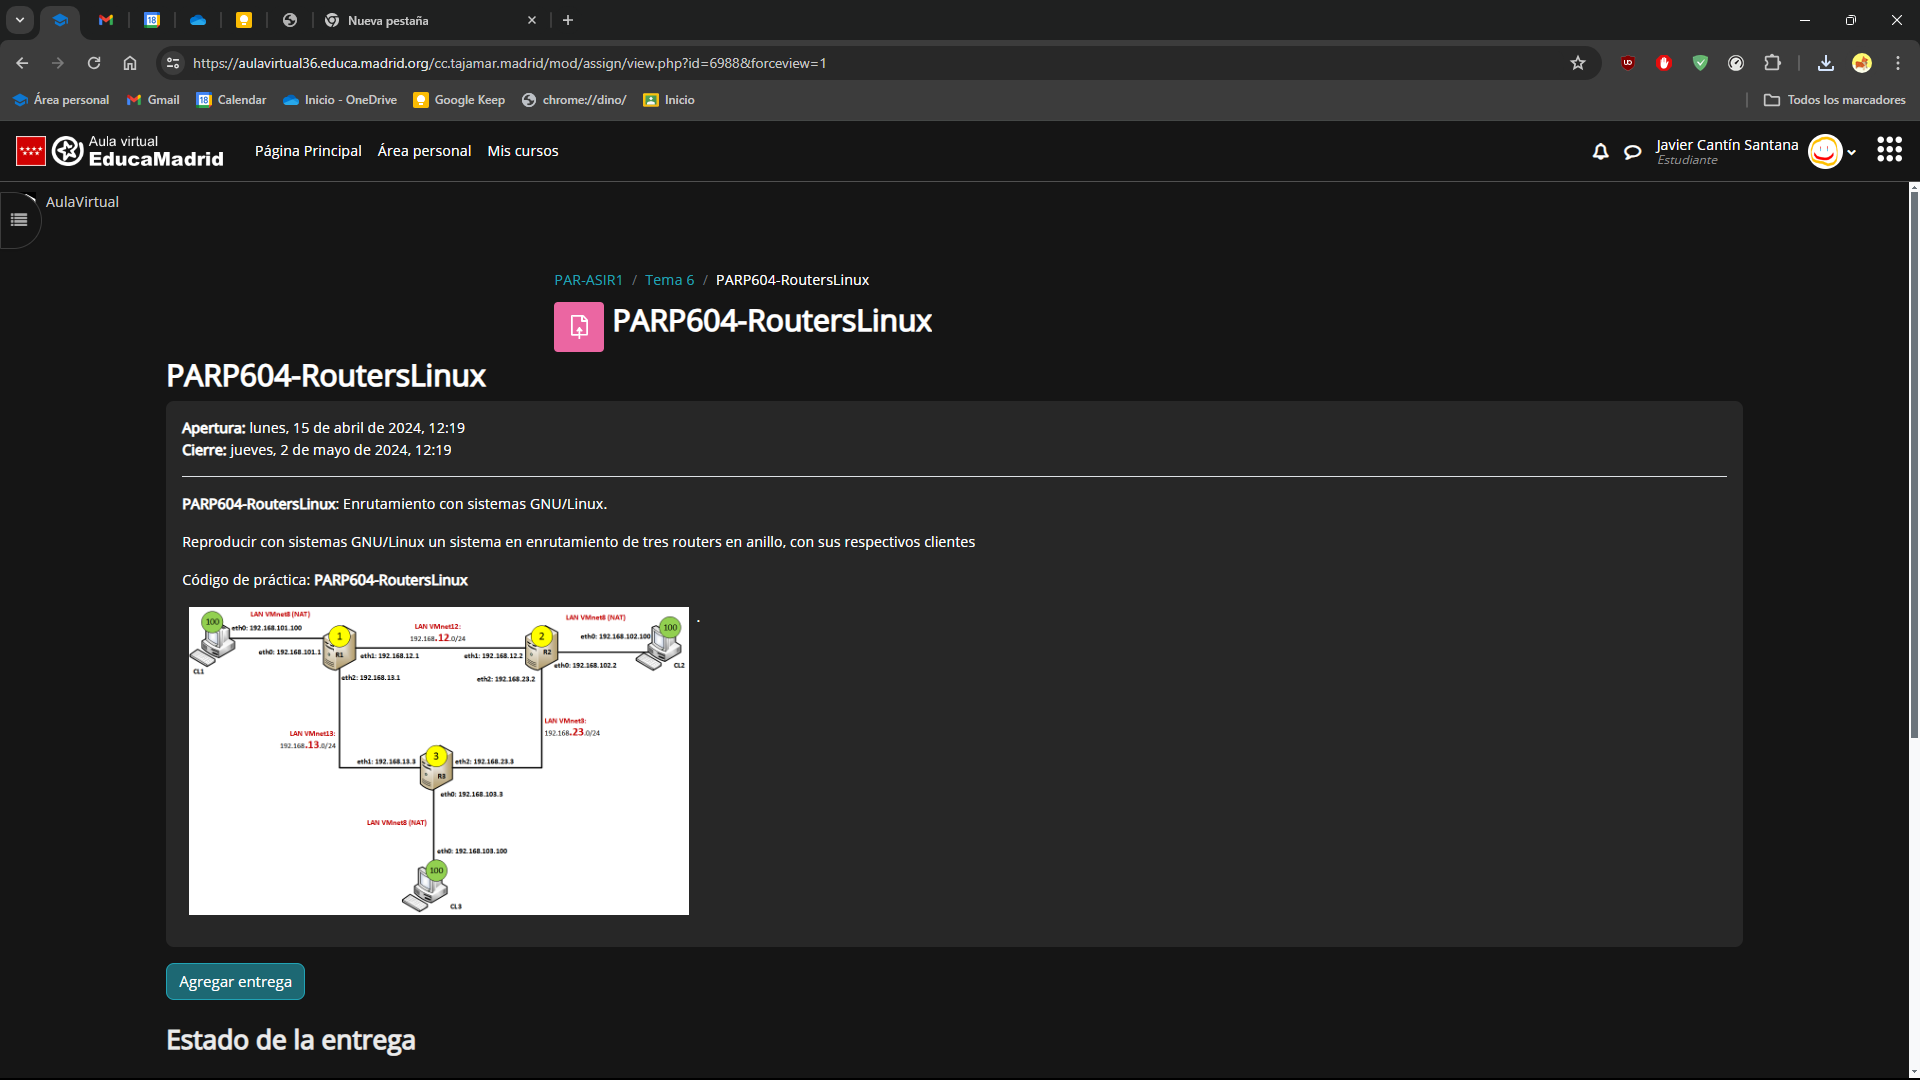 Nueva pestaña
https://aulavirtual36.educa.madrid.org/cc.tajamar.madrid/mod/assign/view.php?id=6988&forceview=1
Área personal
Gmail
18
Calendar
Inicio - OneDrive
Google Keep
chrome://dino/
Inicio
Todos los marcadores
Aula virtual
EducaMadrid
Página Principal
Área personal
Mis cursos
Javier Cantín Santana
Estudiante
AulaVirtual
PAR-ASIR1 / Tema 6 / PARP604-RoutersLinux
PARP604-RoutersLinux
PARP604-RoutersLinux
Apertura: lunes, 15 de abril de 2024, 12:19
Cierre: jueves, 2 de mayo de 2024, 12:19
PARP604-RoutersLinux: Enrutamiento con sistemas GNU/Linux.
Reproducir con sistemas GNU/Linux un sistema en enrutamiento de tres routers en anillo, con sus respectivos clientes
Código de práctica: PARP604-RoutersLinux
LAN VMnet8 (NAT)
100
eth0: 192.168.101.100
CL1
eth0: 192.168.101.1
1
R1
eth1: 192.168.12.1
eth2: 192.168.13.1
LAN VMnet12:
192.168.12.0/24
LAN VMnet8 (NAT)
2
R2
eth1: 192.168.12.2
eth0: 192.168.102.100
100
CL2
eth0: 192.168.102.2
eth2: 192.168.23.2
LAN VMnet3:
192.168.23.0/24
LAN VMnet13:
192.168.13.0/24
eth1: 192.168.13.3
3
R3
eth2: 192.168.23.3
eth0: 192.168.103.3
LAN VMnet8 (NAT)
eth0: 192.168.103.100
100
CL3
.
Agregar entrega
Estado de la entrega